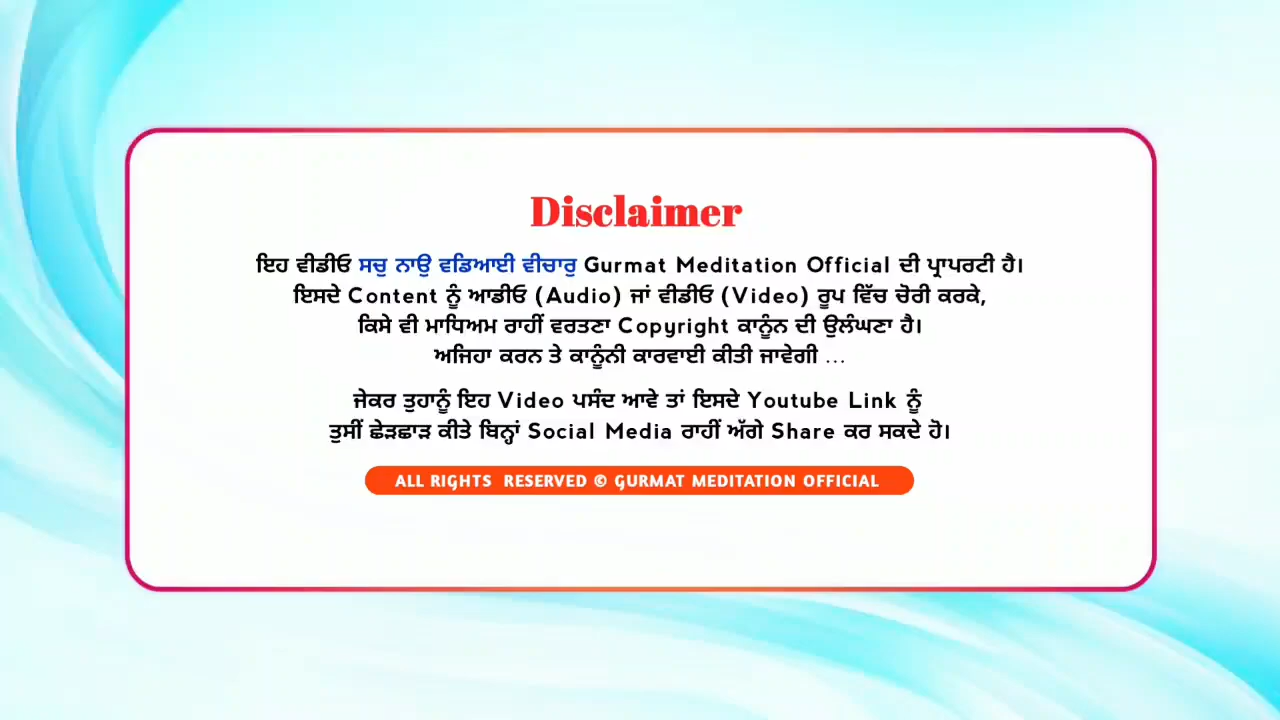 Disclaimer
ਇਹ ਵੀਡੀਓ ਸਚੁ ਨਾਉ ਵਡਿਆਈ ਵੀਚਾਰੁ Gurmat Meditation Official ਦੀ ਪ੍ਰਾਪਰਟੀ ਹੈ।
ਇਸਦੇ Content ਨੂੰ ਆਡੀਓ (Audio) ਜਾਂ ਵੀਡੀਓ (Video) ਰੂਪ ਵਿੱਚ ਚੋਰੀ ਕਰਕੇ,
ਕਿਸੇ ਵੀ ਮਾਧਿਅਮ ਰਾਹੀਂ ਵਰਤਣਾ Copyright ਕਾਨੂੰਨ ਦੀ ਉਲੰਘਣਾ ਹੈ।
ਅਜਿਹਾ ਕਰਨ ਤੇ ਕਾਨੂੰਨੀ ਕਾਰਵਾਈ ਕੀਤੀ ਜਾਵੇਗੀ ...
ਜੇਕਰ ਤੁਹਾਨੂੰ ਇਹ Video ਪਸੰਦ ਆਵੇ ਤਾਂ ਇਸਦੇ Youtube Link ਨੂੰ
ਤੁਸੀਂ ਛੇੜਛਾੜ ਕੀਤੇ ਬਿਨ੍ਹਾਂ Social Media ਰਾਹੀਂ ਅੱਗੇ Share ਕਰ ਸਕਦੇ ਹੋ।
ALL RIGHTS RESERVED © GURMAT MEDITATION OFFICIAL